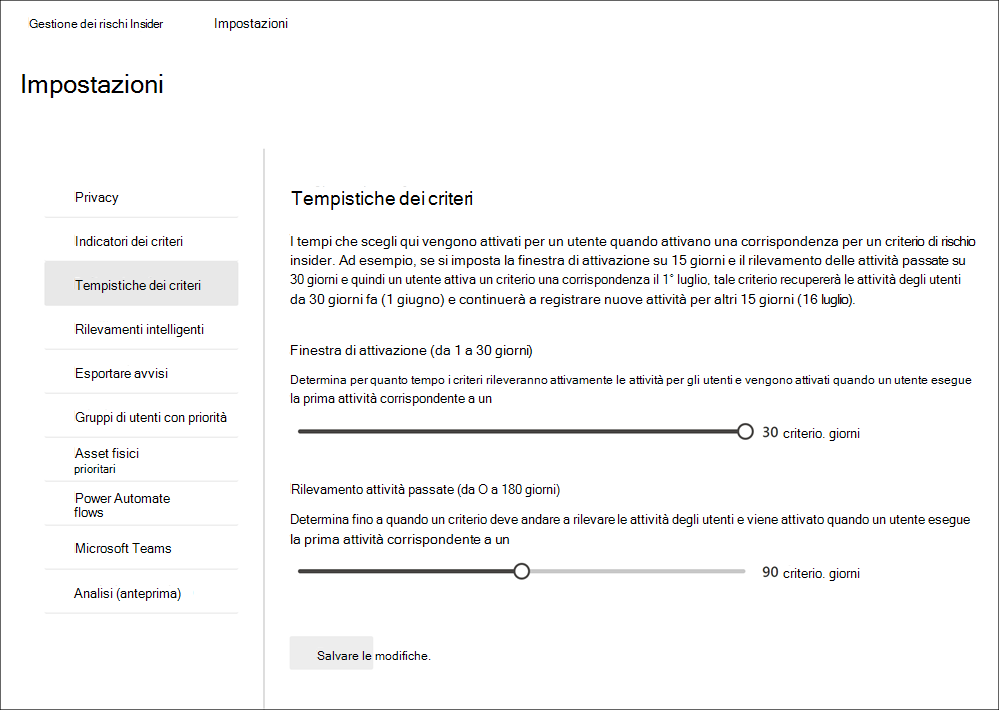 Gestione dei rischi Insider
Impostazioni
Impostazioni
Privacy
Indicatori dei criteri
Tempistiche dei criteri
Rilevamenti intelligenti
Esportare avvisi
Gruppi di utenti con priorità
Asset fisici
prioritari
Power Automate
flows
Microsoft Teams
Analisi (anteprima)
Tempistiche dei criteri
I tempi che scegli qui vengono attivati per un utente quando attivano una corrispondenza per un criterio di rischio
insider. Ad esempio, se si imposta la finestra di attivazione su 15 giorni e il rilevamento delle attività passate su
30 giorni e quindi un utente attiva un criterio una corrispondenza il 1° luglio, tale criterio recupererà le attività degli utenti
da 30 giorni fa (1 giugno) e continuerà a registrare nuove attività per altri 15 giorni (16 luglio).
Finestra di attivazione (da 1 a 30 giorni)
Determina per quanto tempo i criteri rileveranno attivamente le attività per gli utenti e vengono attivati quando un utente esegue
la prima attività corrispondente a un
30 criterio. giorni
Rilevamento attività passate (da O a 180 giorni)
Determina fino a quando un criterio deve andare a rilevare le attività degli utenti e viene attivato quando un utente esegue
la prima attività corrispondente a un
90 criterio. giorni
Salvare le modifiche.